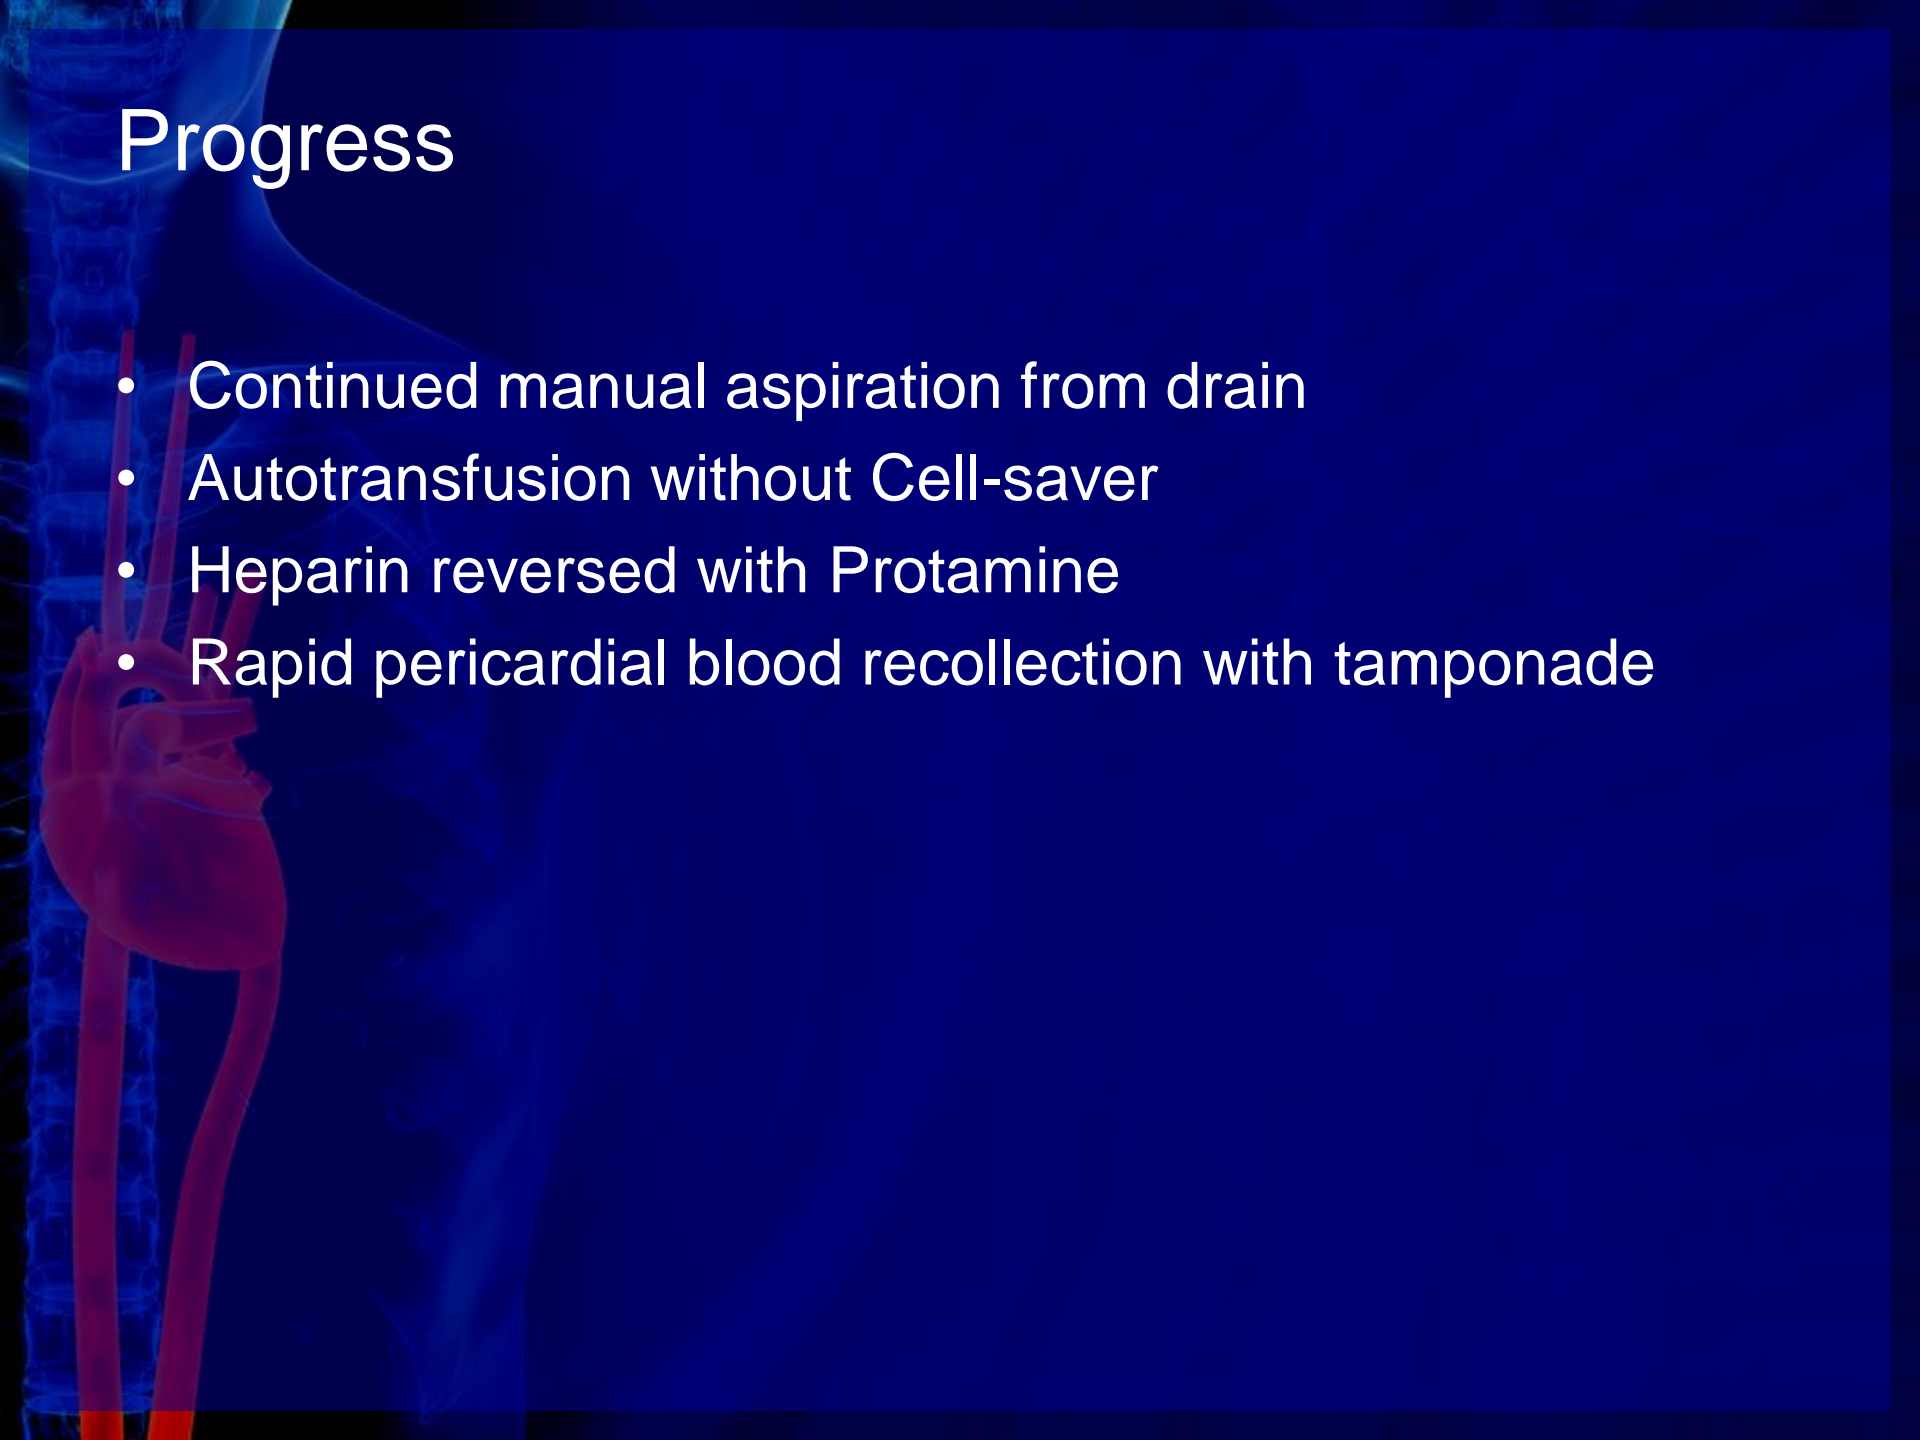 Progress
• Continued manual aspiration from drain
• Autotransfusion without Cell-saver
• Heparin reversed with Protamine
• Rapid pericardial blood recollection with tamponade